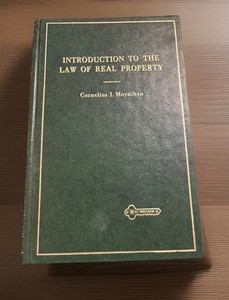 INTRODUCTION TO THE
LAW OF REAL PROPERTY
Cornelius J. Moynihan